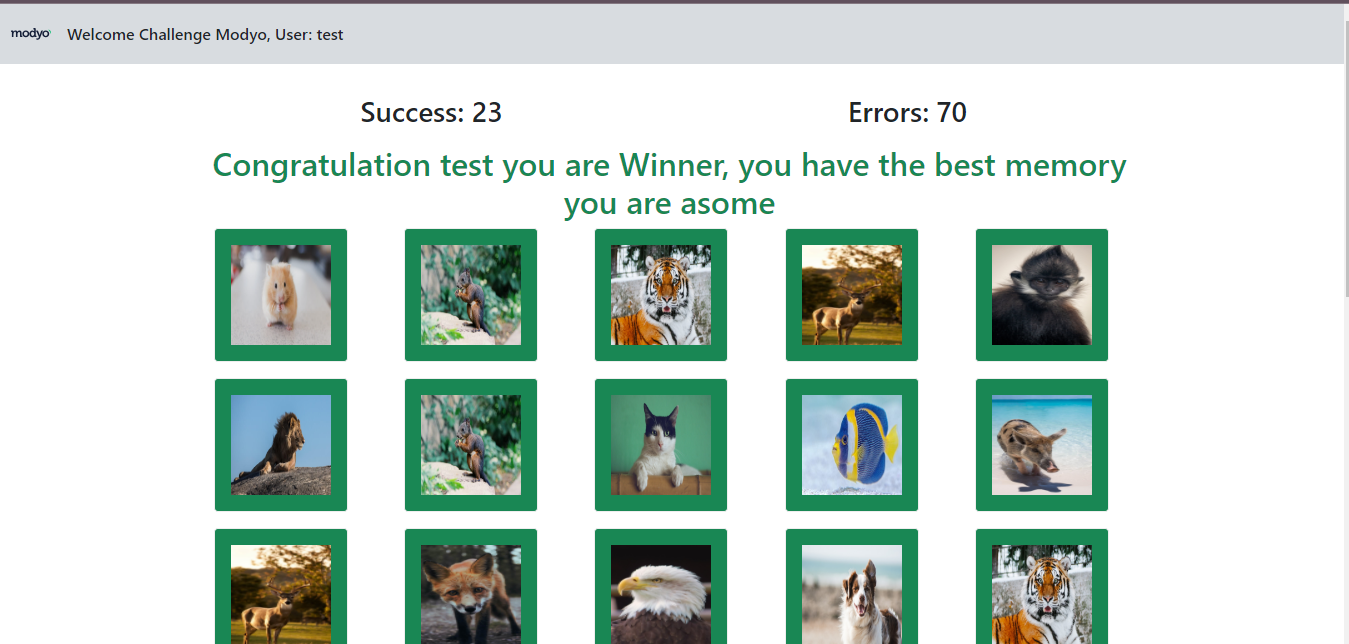 modyo Welcome Challenge Modyo, User: test
Success: 23 Errors: 70
Congratulation test you are Winner, you have the best memory
you are asome